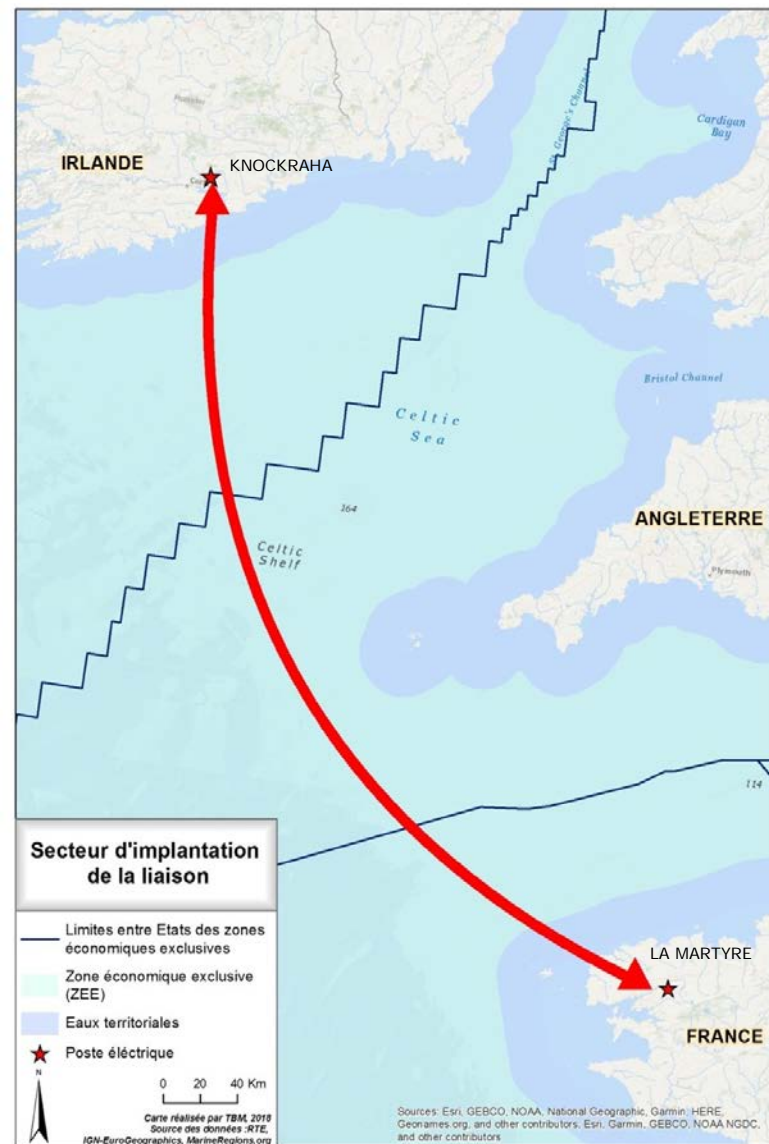 St. George's Channel
Cardigan
Bay
IRLANDE
KNOCKRAHA
Bristol Channel
Celtic
Sea
ANGLETERRE
164
Celtic
Shelf
Plymouth
114
Secteur d'implantation
de la liaison
Limites entre Etats des zones
économiques exclusives
Zone économique exclusive
(ZEE)
Eaux territoriales
Poste éléctrique
N
0 20 40 Km
Carte réalisée par TBM, 2018
Source des données :RTE,
IGN-EuroGeographics, MarineRegions.org
LA MARTYRE
FRANCE
Sources: Esri, GEBCO, NOAA, National Geographic, Garmin, HERE,
Geonames.org, and other contributors, Esri, Garmin, GEBCO, NOAA NGDC,
and other contributors